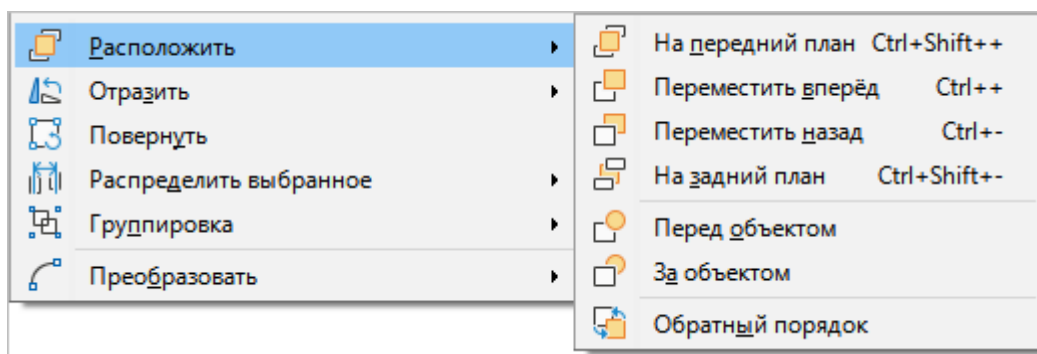 Расположить
Отразить
Повернуть
Распределить выбранное
Группировка
Преобразовать
На передний план Ctrl+Shift++
Переместить вперёд Ctrl++
Переместить назад Ctrl+-
На задний план Ctrl+Shift+-
Перед объектом
За объектом
Обратный порядок